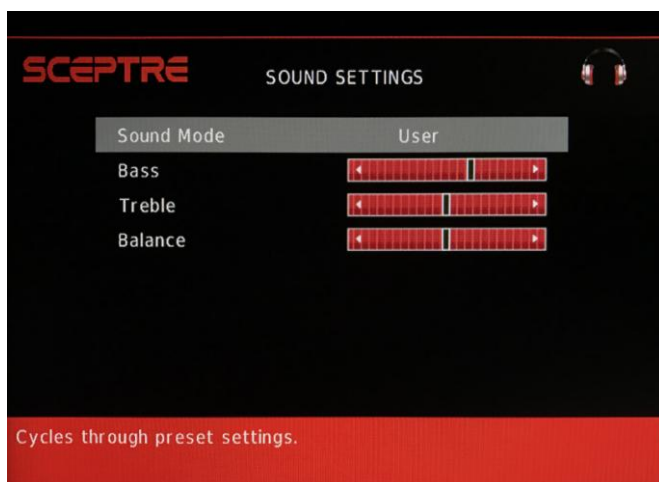 SCEPTRE
SOUND SETTINGS
Sound Mode User
Bass
Treble
Balance
Cycles through preset settings.